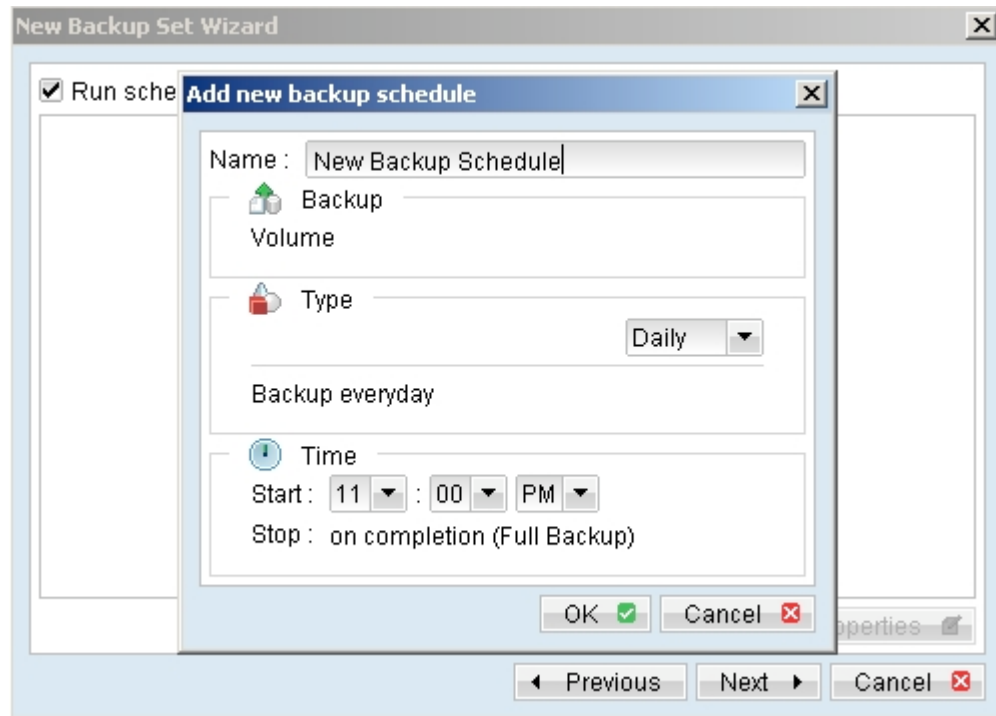 New Backup Set Wizard
Run sche
Add new backup schedule
Name : New Backup Schedule
Backup
Volume
Type
Daily
Backup everyday
Time
Start : 11 : 00 PM
Stop : on completion (Full Backup)
OK Cancel
operties
Previous Next Cancel